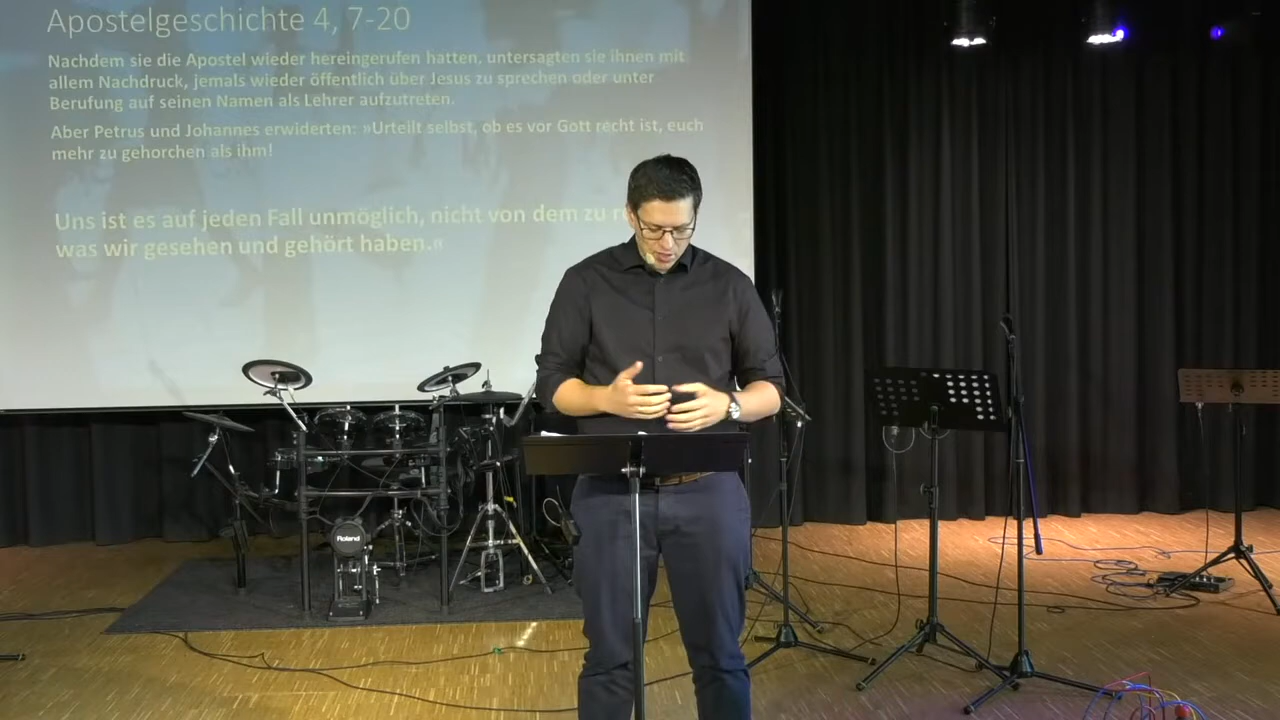 Apostelgeschichte 4, 7-20
Nachdem sie die Apostel wieder hereingerufen hatten, untersagten sie ihnen mit
allem Nachdruck, jemals wieder öffentlich über Jesus zu sprechen oder unter
Berufung auf seinen Namen als Lehrer aufzutreten.
Aber Petrus und Johannes erwiderten: »Urteilt selbst, ob es vor Gott recht ist, euch
mehr zu gehorchen als ihm!
Uns ist es auf jeden Fall unmöglich, nicht von dem zu
was wir gesehen und gehört haben.«
Roland